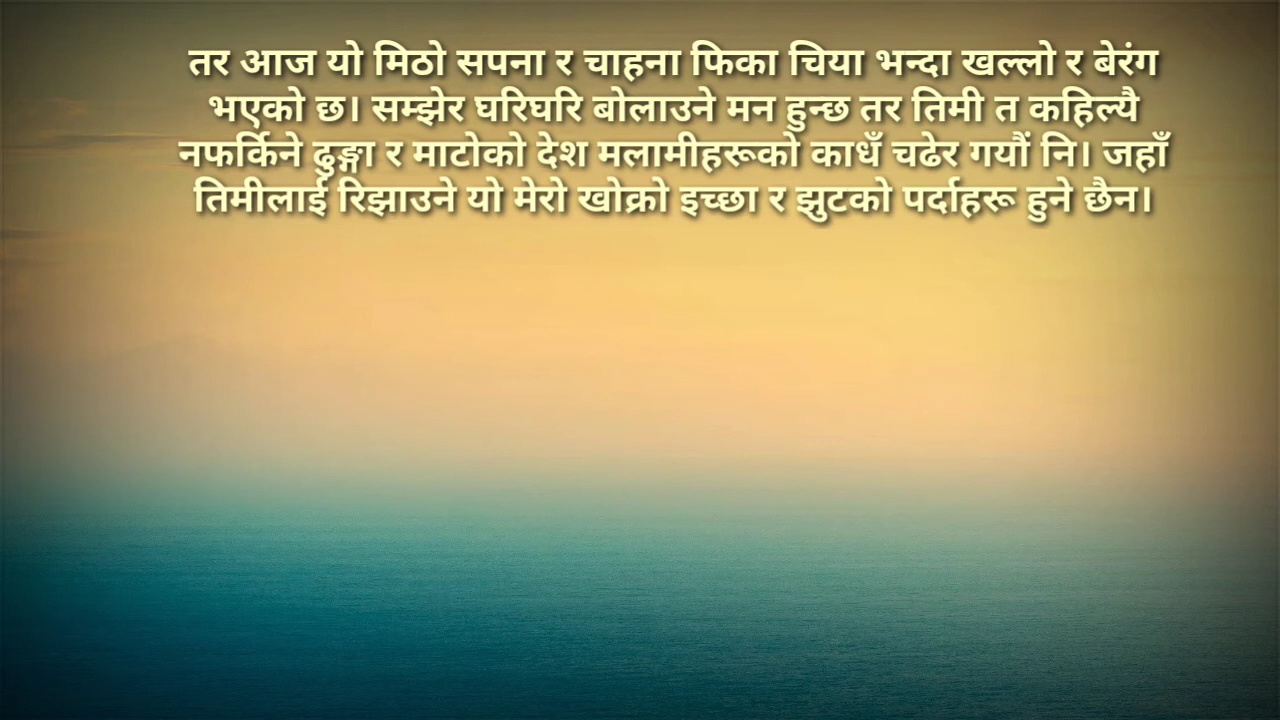 तर आज यो मिठो सपना र चाहना फिका चिया भन्दा खल्लो र बेरंग
भएको छ। सम्झेर घरिघरि बोलाउने मन हुन्छ तर तिमी त कहिल्यै
नफर्किने ढुङ्गा र माटोको देश मलामीहरूको काधँ चढेर गयौं नि। जहाँ
तिमीलाई रिझाउने यो मेरो खोक्रो इच्छा र झुटको पर्दाहरू हुने छैन।